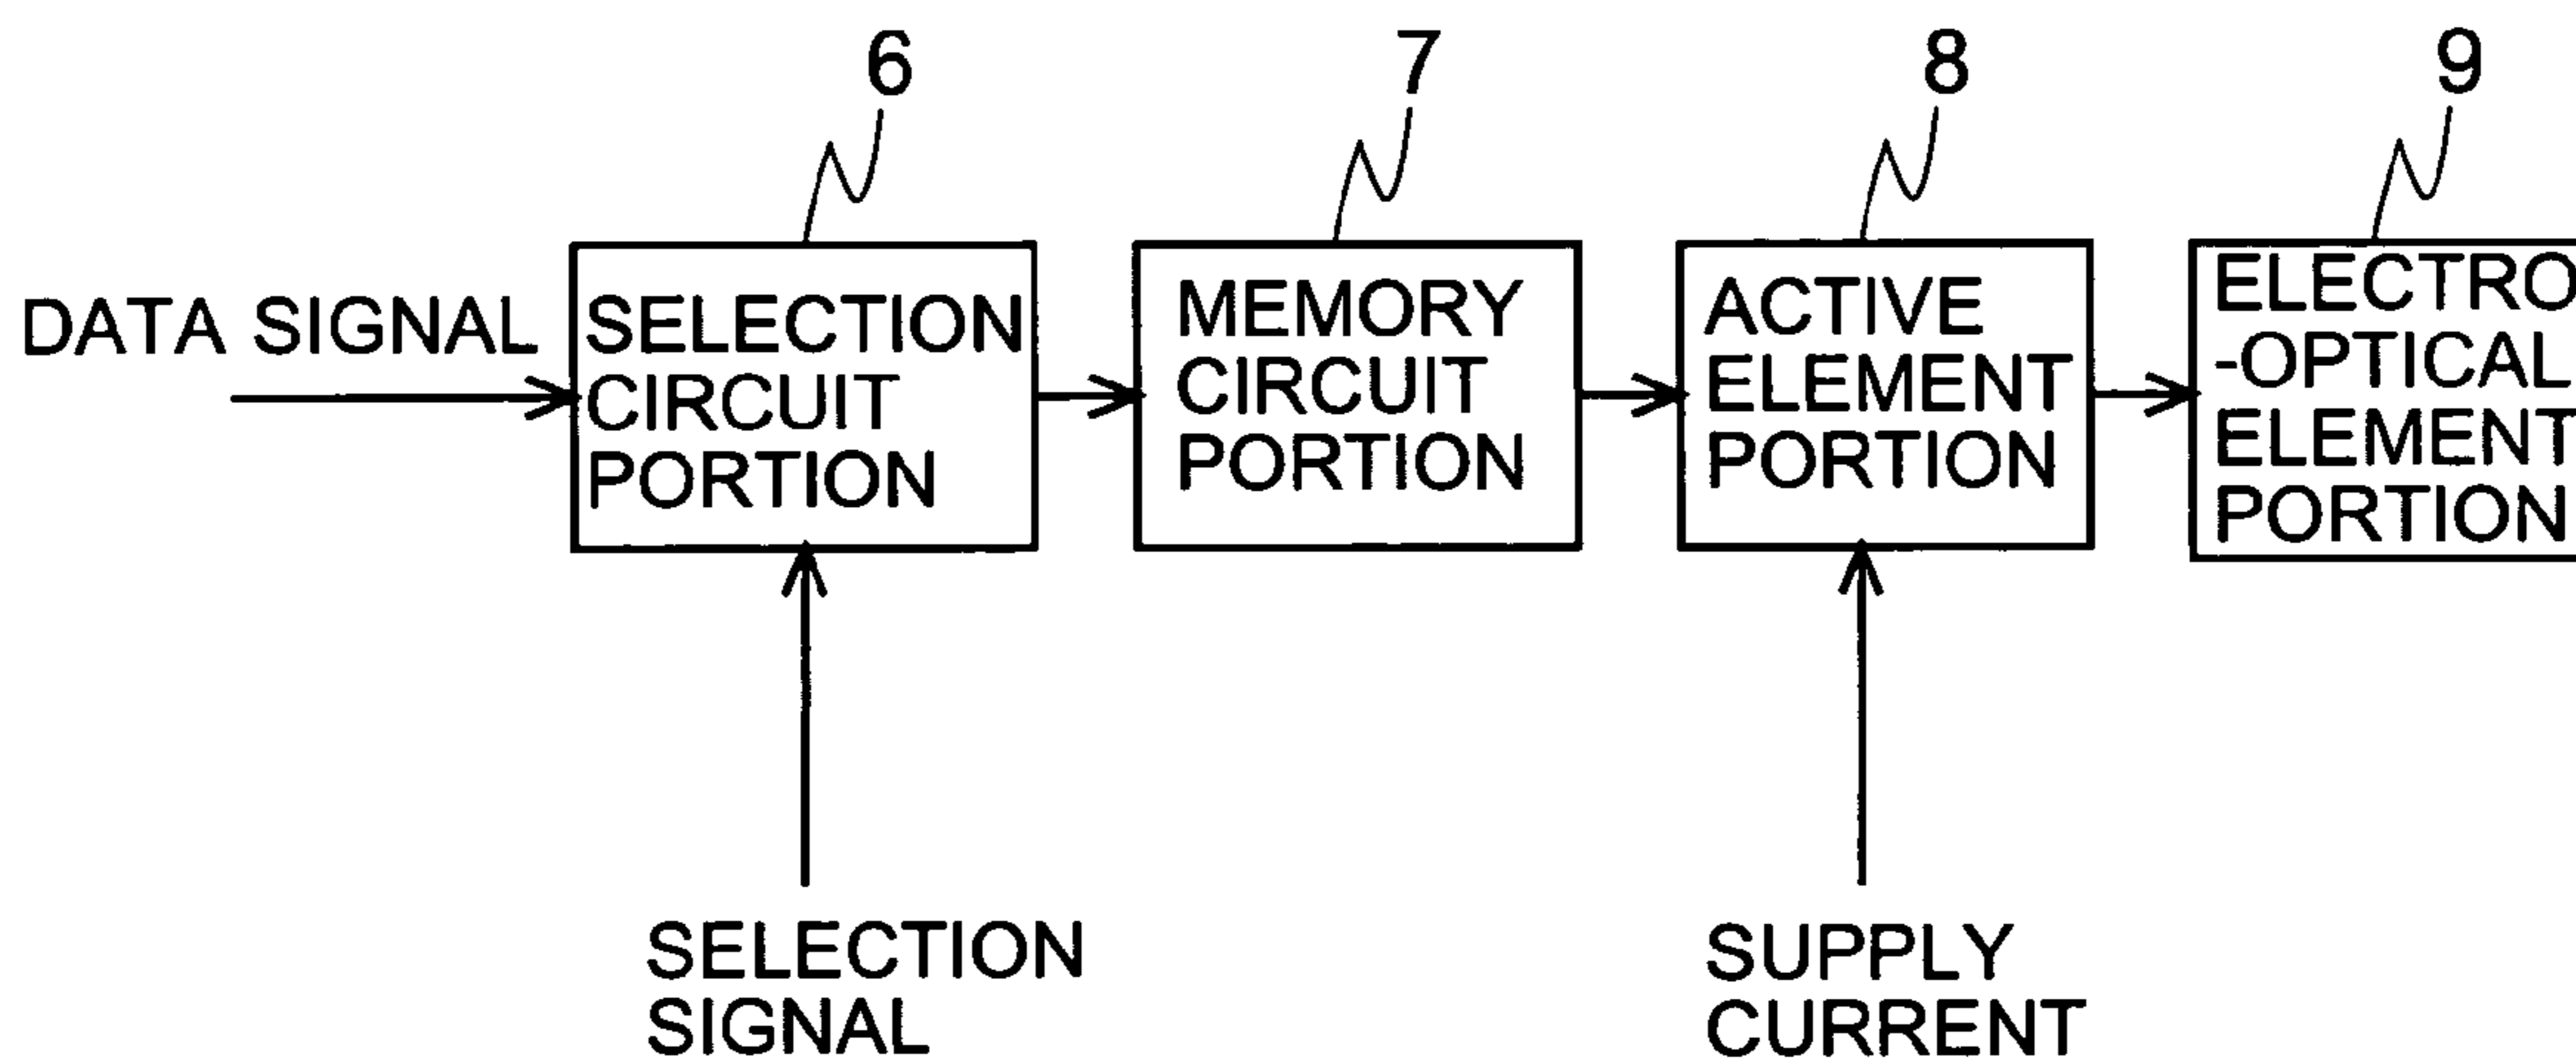 6
7
8
9
DATA SIGNAL
SELECTION
CIRCUIT
PORTION
MEMORY
CIRCUIT
PORTION
ACTIVE
ELEMENT
PORTION
ELECTRO
-OPTICAL
ELEMENT
PORTION
SELECTION
SIGNAL
SUPPLY
CURRENT